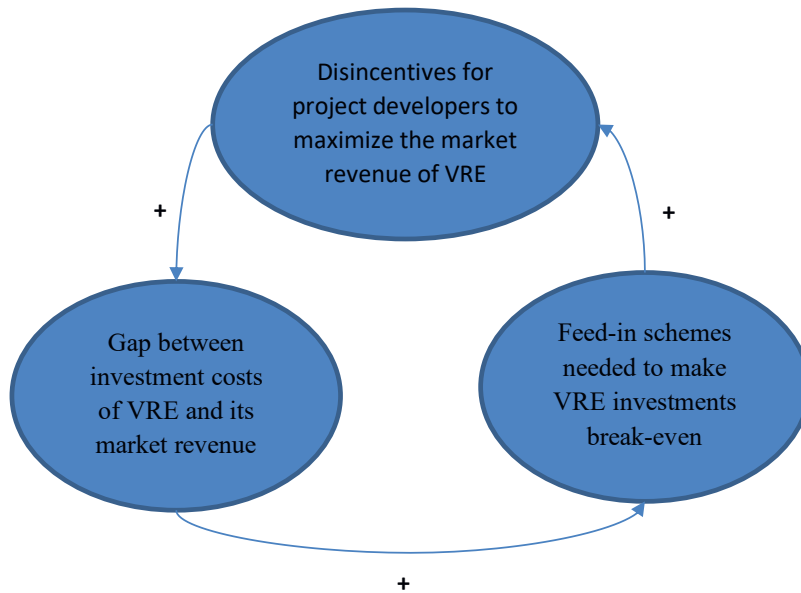 Disincentives for
project developers to
maximize the market
revenue of VRE
+
+
Gap between
investment costs
of VRE and its
market revenue
Feed-in schemes
needed to make
VRE investments
break-even
+